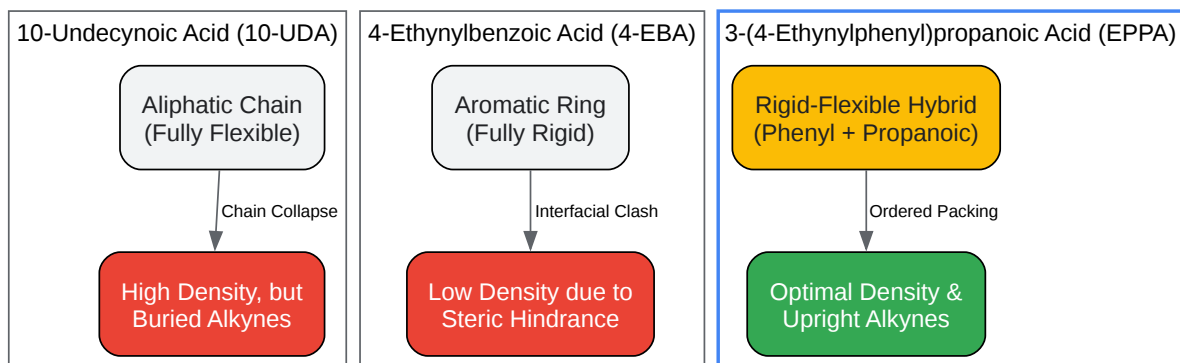 10-Undecynoic Acid (10-UDA)
Aliphatic Chain
(Fully Flexible)
Chain Collapse
High Density, but
Buried Alkynes
4-Ethynylbenzoic Acid (4-EBA)
Aromatic Ring
(Fully Rigid)
Interfacial Clash
Low Density due to
Steric Hindrance
3-(4-Ethynylphenyl)propanoic Acid (EPPA)
Rigid-Flexible Hybrid
(Phenyl + Propanoic)
Ordered Packing
Optimal Density &
Upright Alkynes